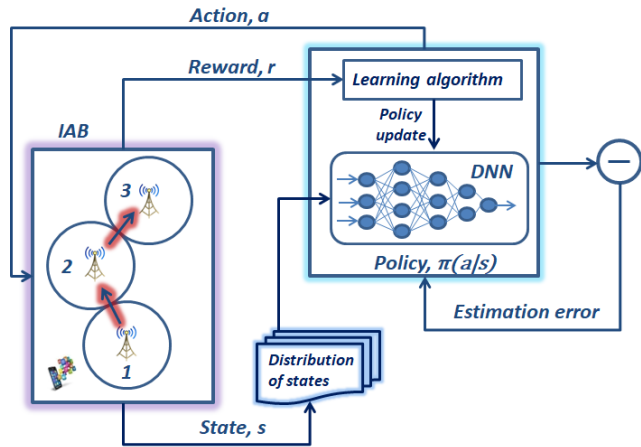 Action, a
Reward, r
Learning algorithm
IAB
Policy
update
DNN
3
2
1
Policy, π(a|s)
Estimation error
Distribution
of states
State, s